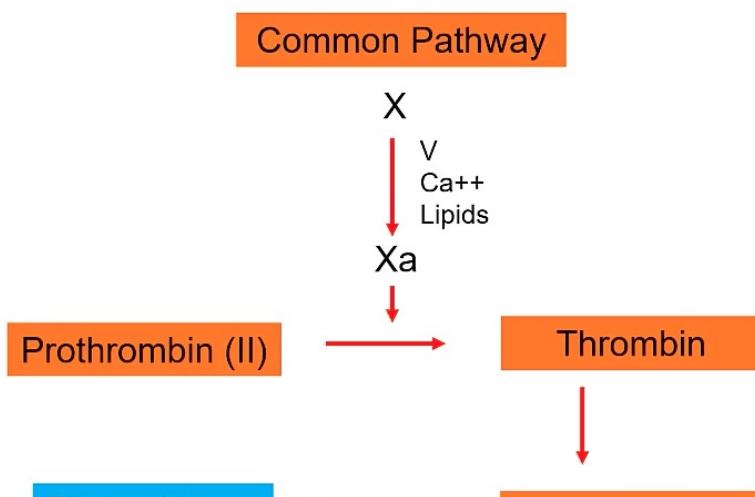 Common Pathway
X
V
Ca++
Lipids
Xa
Prothrombin (II)
Thrombin